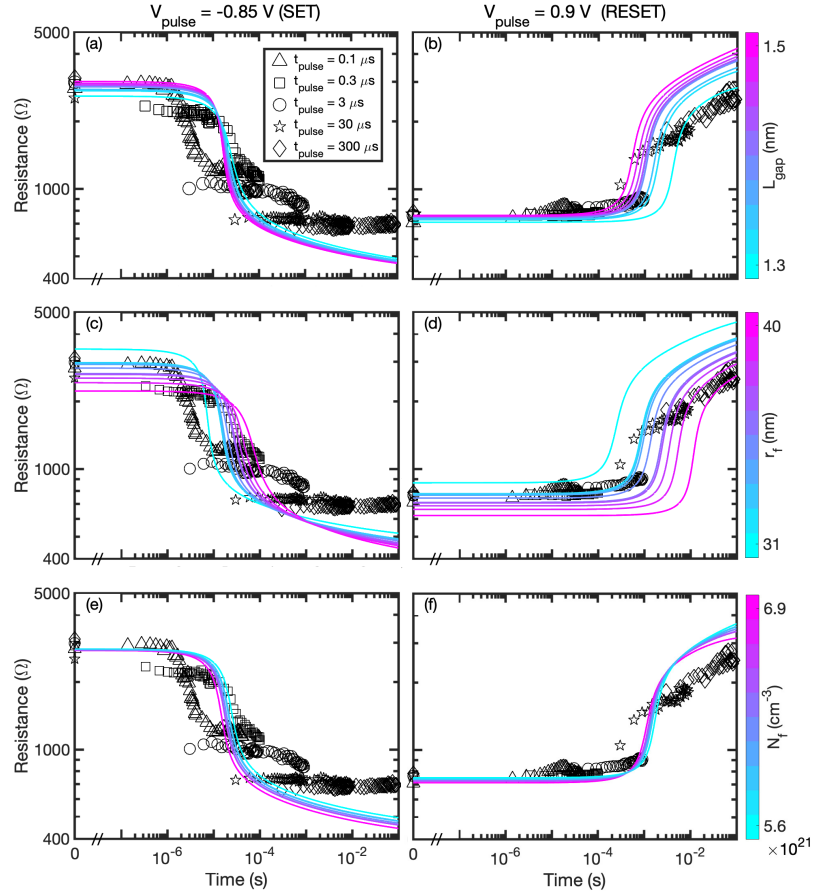 V_pulse = -0.85 V (SET)
V_pulse = 0.9 V (RESET)
5000
(a)
t_pulse = 0.1 μs
t_pulse = 0.3 μs
t_pulse = 3 μs
t_pulse = 30 μs
t_pulse = 300 μs
(b)
1.5
Resistance (Ω)
1000
L_gap (nm)
400
1.3
5000
(c)
(d)
40
Resistance (Ω)
1000
r_f (nm)
400
31
5000
(e)
(f)
6.9
Resistance (Ω)
1000
N_f (cm⁻³)
400
5.6
×10²¹
0
10⁻⁶
10⁻⁴
10⁻²
0
10⁻⁶
10⁻⁴
10⁻²
Time (s)
Time (s)